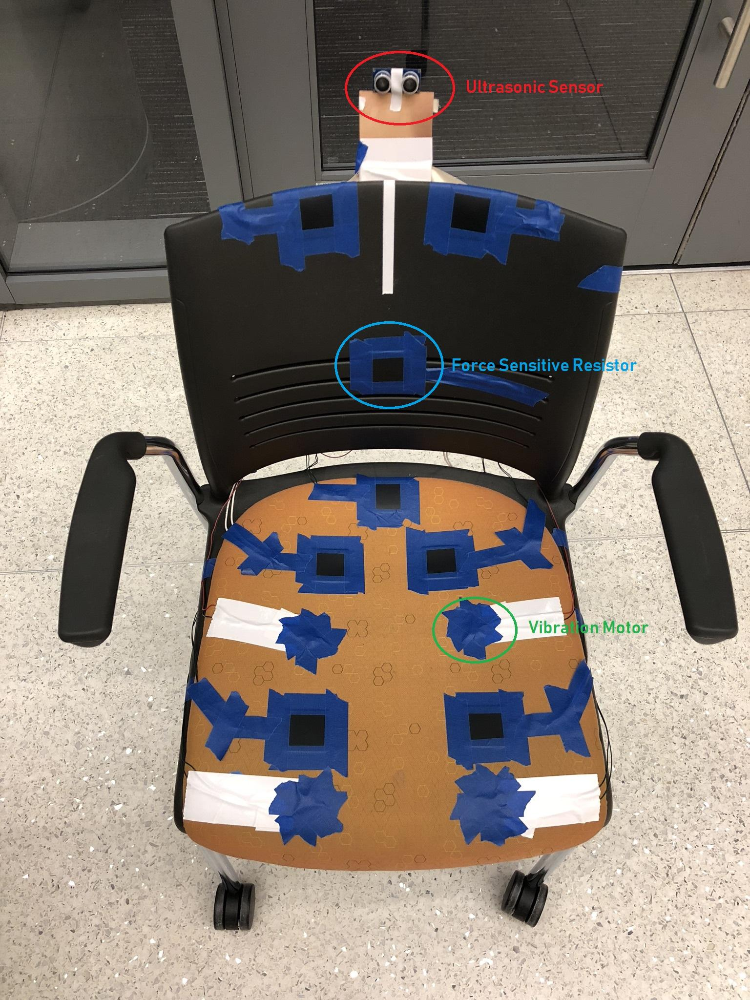 Ultrasonic Sensor
Force Sensitive Resistor
Vibration Motor